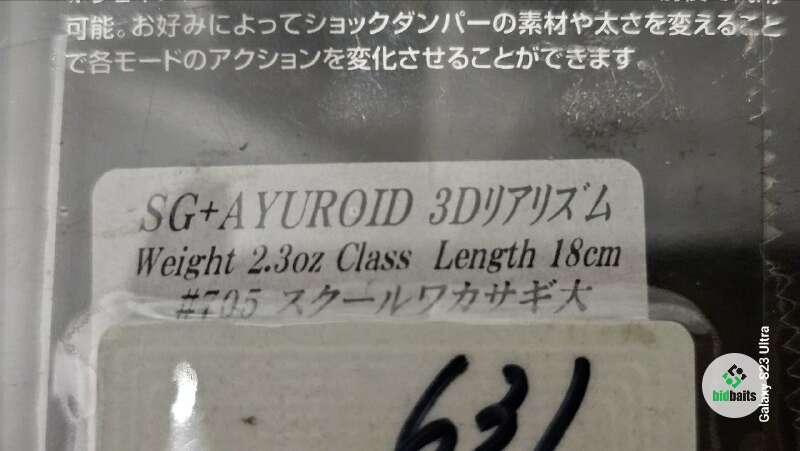 可能。お好みによってショックダンパーの素材や太さを変えること
で各モードのアクションを変化させることができます。
SG+AYUROID 3Dリアリズム
Weight 2.3oz Class Length 18cm
#705 スクールワカサギ大
631
bidbaits
Galaxy S23 Ultra